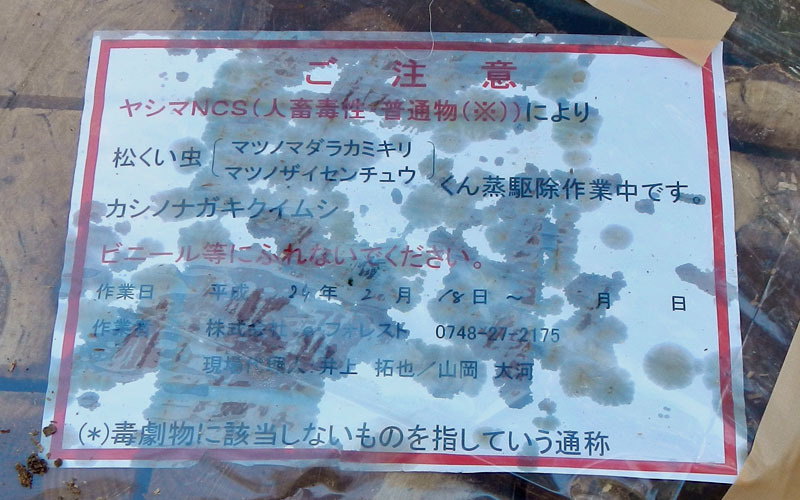 ご 注 意
ヤシマNCS(人畜毒性 普通物(※))により
松くい虫 マツノマダラカミキリ
マツノザイセンチュウ くん蒸駆除作業中です。
カシノナガキクイムシ
ビニール等にふれないでください。
作業日 平成 24年 2月 18日 ～ 月 日
作業者 株式会社 フォレスト 0748-27-2175
現場代理人 井上 拓也／山岡 大河
(*)毒劇物に該当しないものを指していう通称